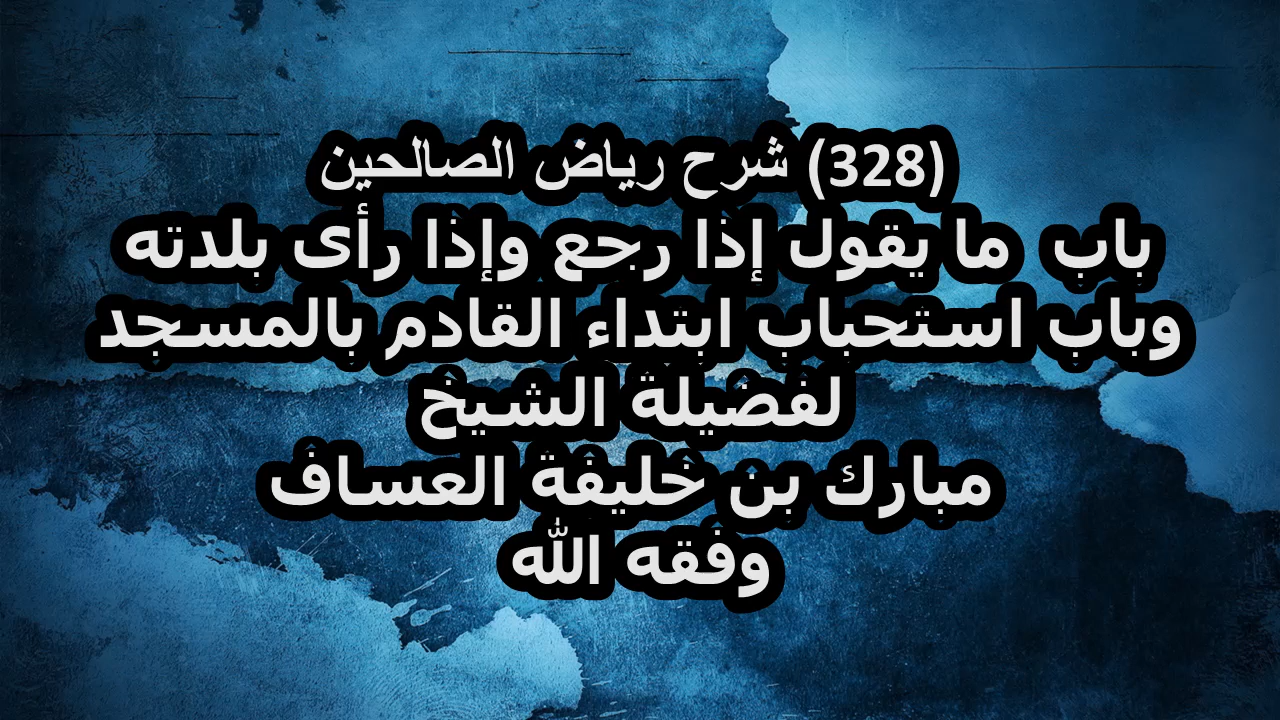 (328) شرح رياض الصالحين
باب ما يقول إذا رجع وإذا رأى بلدته
وباب استحباب ابتداء القادم بالمسجد
لفضيلة الشيخ
مبارك بن خليفة العساف
وفقه الله